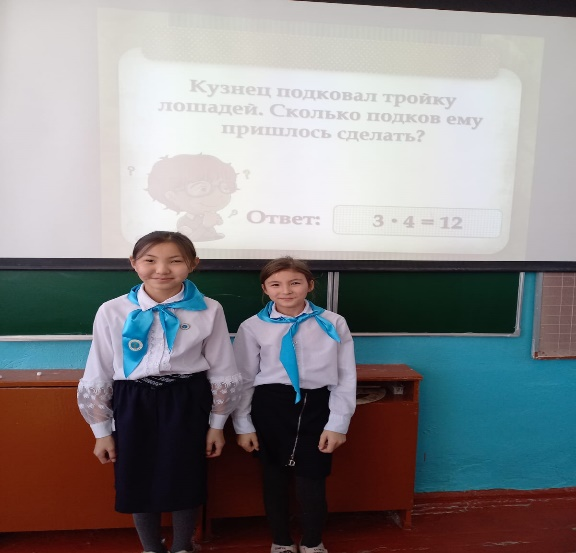 Кузнец подковал тройку
лошадей. Сколько подков ему
пришлось сделать?
? ? ?
Ответ: 3 • 4 = 12